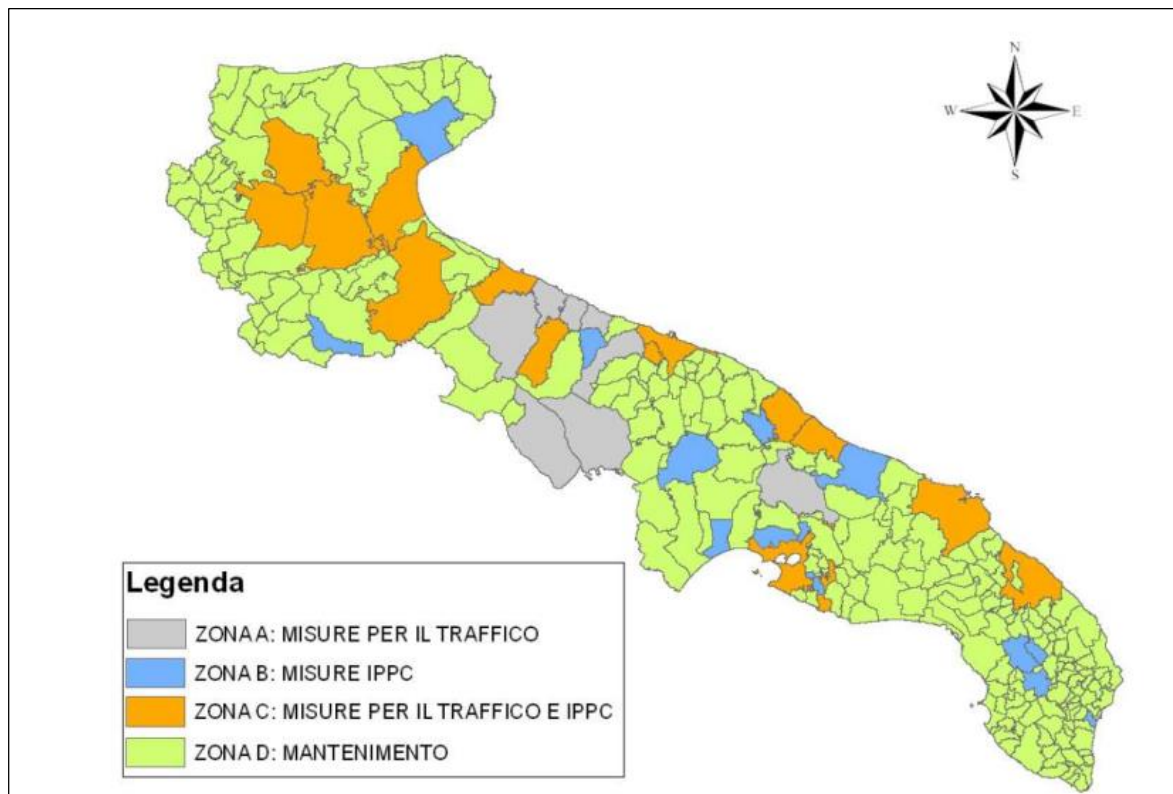 N
W E
S
Legenda
ZONA A: MISURE PER IL TRAFFICO
ZONA B: MISURE IPPC
ZONA C: MISURE PER IL TRAFFICO E IPPC
ZONA D: MANTENIMENTO